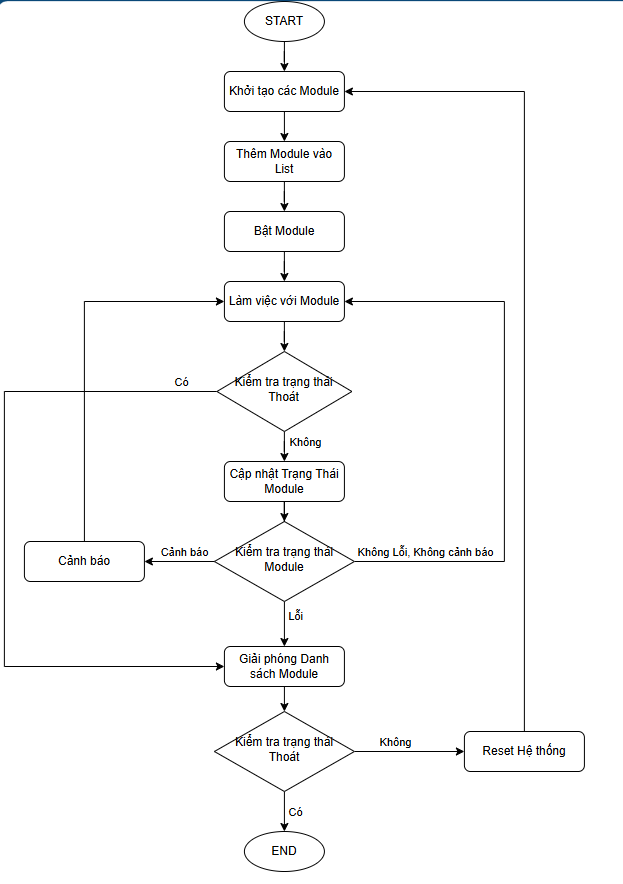 START
Khởi tạo các Module
Thêm Module vào
List
Bật Module
Làm việc với Module
Kiểm tra trạng thái
Thoát
Có
Không
Cập nhật Trạng Thái
Module
Kiểm tra trạng thái
Module
Cảnh báo
Cảnh báo
Không Lỗi, Không cảnh báo
Lỗi
Giải phóng Danh
sách Module
Kiểm tra trạng thái
Thoát
Không
Reset Hệ thống
Có
END